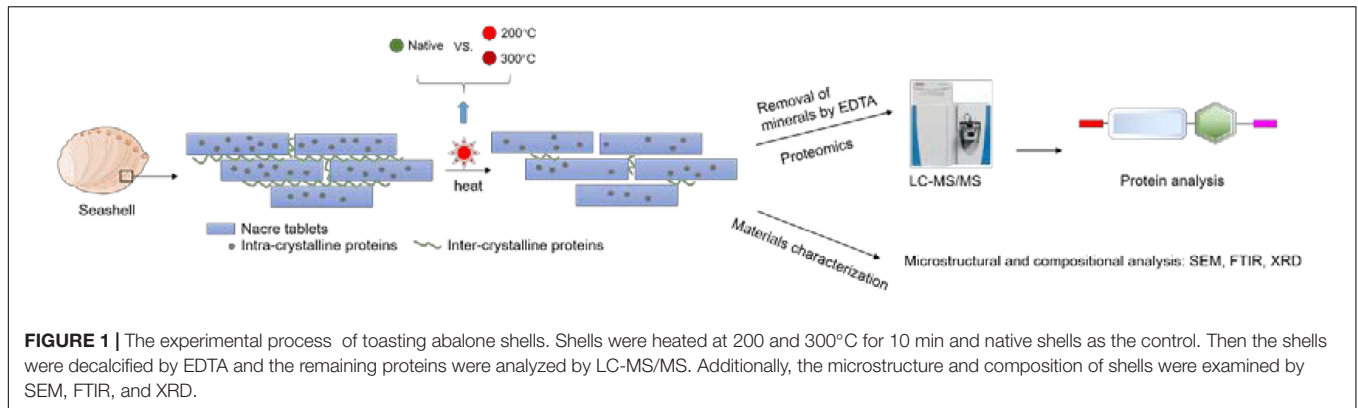 Native VS. 200°C
300°C
Seashell
heat
Removal of
minerals by EDTA
Proteomics
LC-MS/MS
Protein analysis
Nacre tablets
Intra-crystalline proteins
Inter-crystalline proteins
Materials characterization
Microstructural and compositional analysis: SEM, FTIR, XRD
FIGURE 1 | The experimental process of toasting abalone shells. Shells were heated at 200 and 300°C for 10 min and native shells as the control. Then the shells
were decalcified by EDTA and the remaining proteins were analyzed by LC-MS/MS. Additionally, the microstructure and composition of shells were examined by
SEM, FTIR, and XRD.